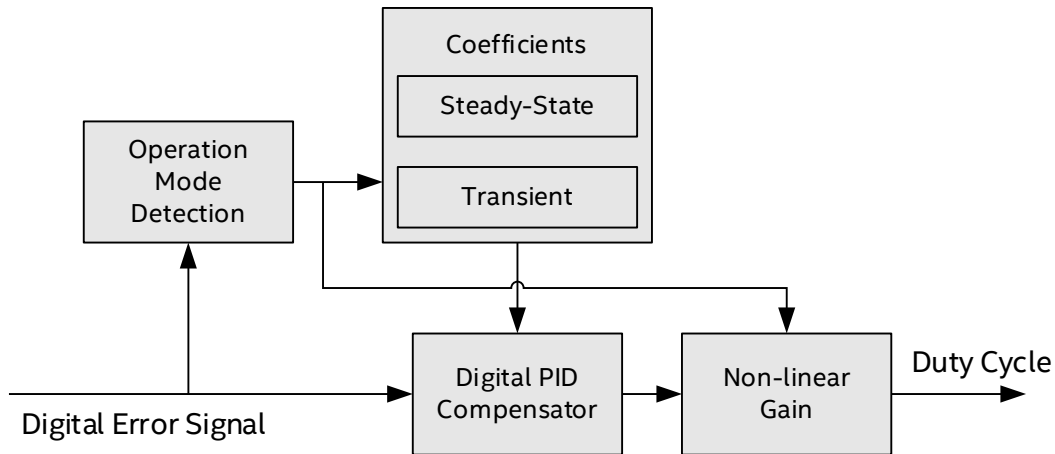 Coefficients
Steady-State
Transient
Operation
Mode
Detection
Digital PID
Compensator
Non-linear
Gain
Duty Cycle
Digital Error Signal